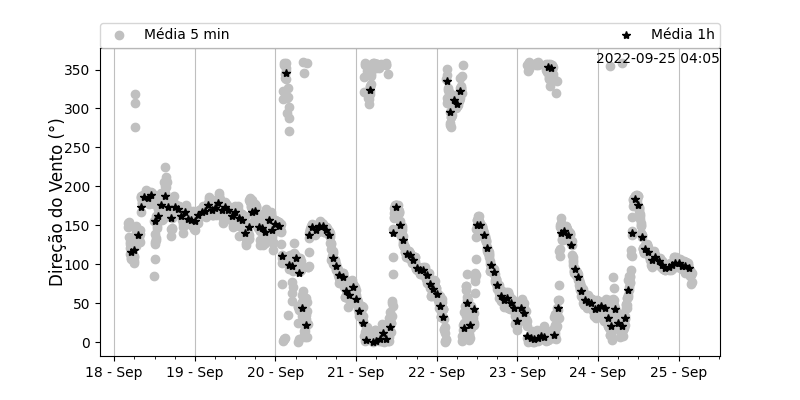 Média 5 min
Média 1h
2022-09-25 04:05
Direção do Vento (°)
350
300
250
200
150
100
50
0
18 - Sep
19 - Sep
20 - Sep
21 - Sep
22 - Sep
23 - Sep
24 - Sep
25 - Sep